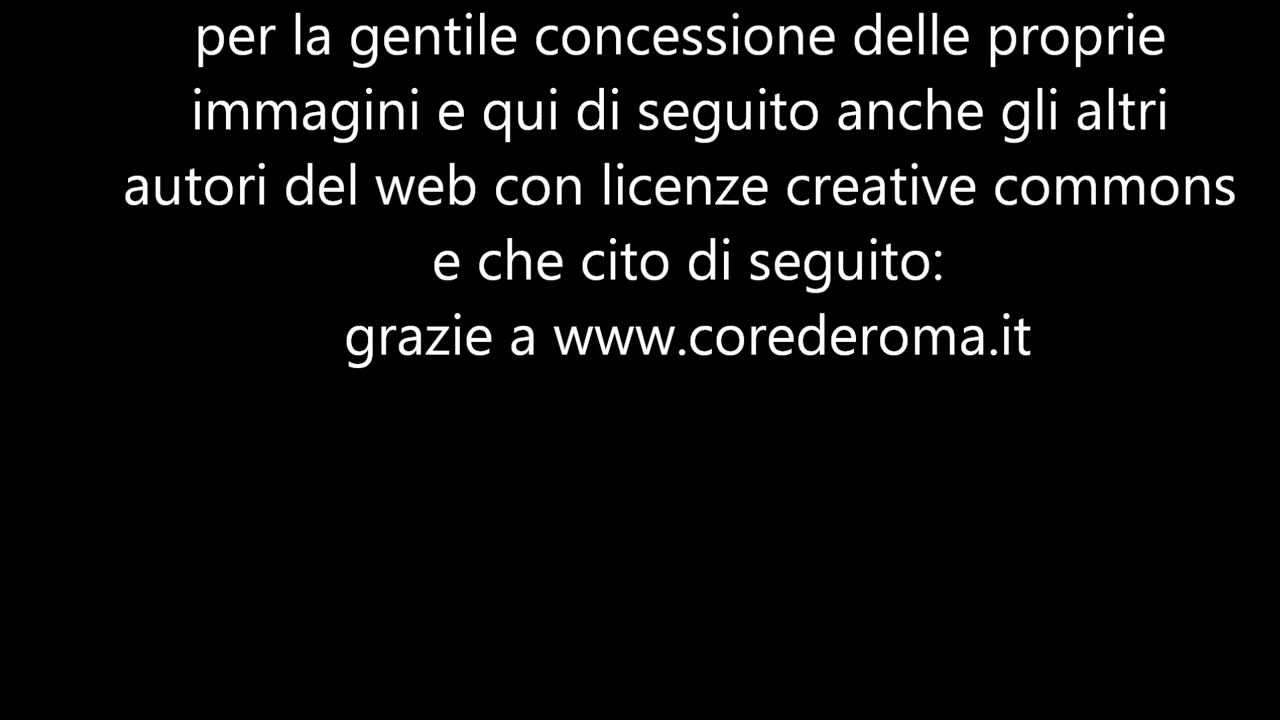 per la gentile concessione delle proprie
immagini e qui di seguito anche gli altri
autori del web con licenze creative commons
e che cito di seguito:
grazie a www.corederoma.it